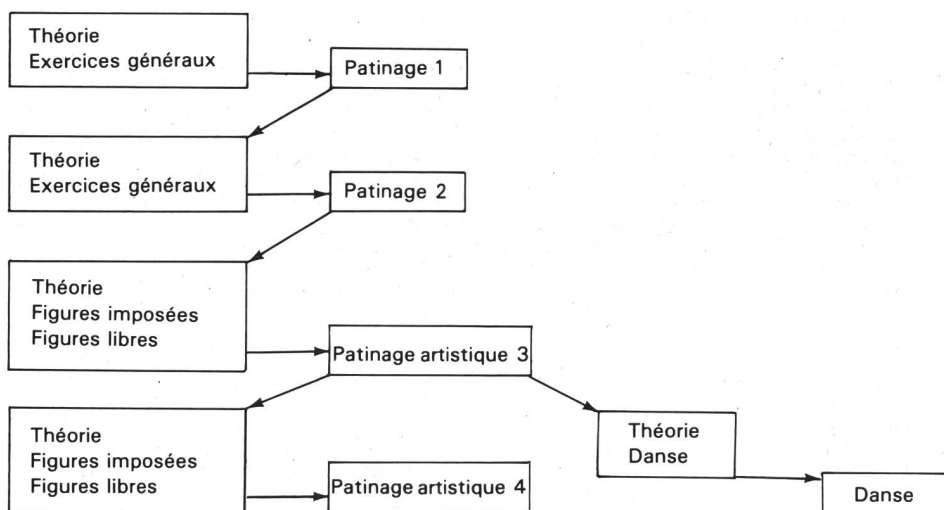 Théorie
Exercices généraux
Patinage 1
Théorie
Exercices généraux
Patinage 2
Théorie
Figures imposées
Figures libres
Patinage artistique 3
Théorie
Figures imposées
Figures libres
Patinage artistique 4
Théorie
Danse
Danse